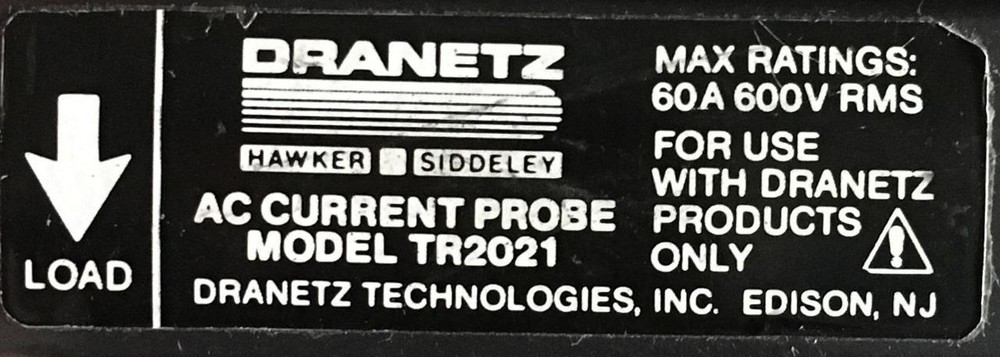 LOAD
DRANETZ
HAWKER SIDDELEY
AC CURRENT PROBE
MODEL TR2021
MAX RATINGS:
60A 600V RMS
FOR USE
WITH DRANETZ
PRODUCTS
ONLY
DRANETZ TECHNOLOGIES, INC. EDISON, NJ